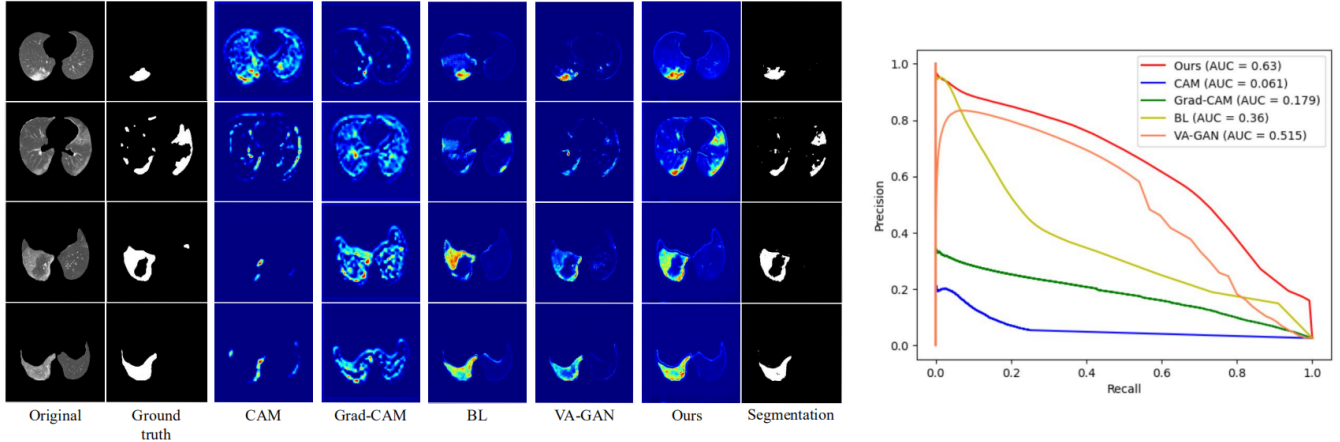 Original Ground truth CAM Grad-CAM BL VA-GAN Ours Segmentation
Ours (AUC = 0.63)
CAM (AUC = 0.061)
Grad-CAM (AUC = 0.179)
BL (AUC = 0.36)
VA-GAN (AUC = 0.515)
Precision
1.0
0.8
0.6
0.4
0.2
0.0
0.0 0.2 0.4 0.6 0.8 1.0
Recall